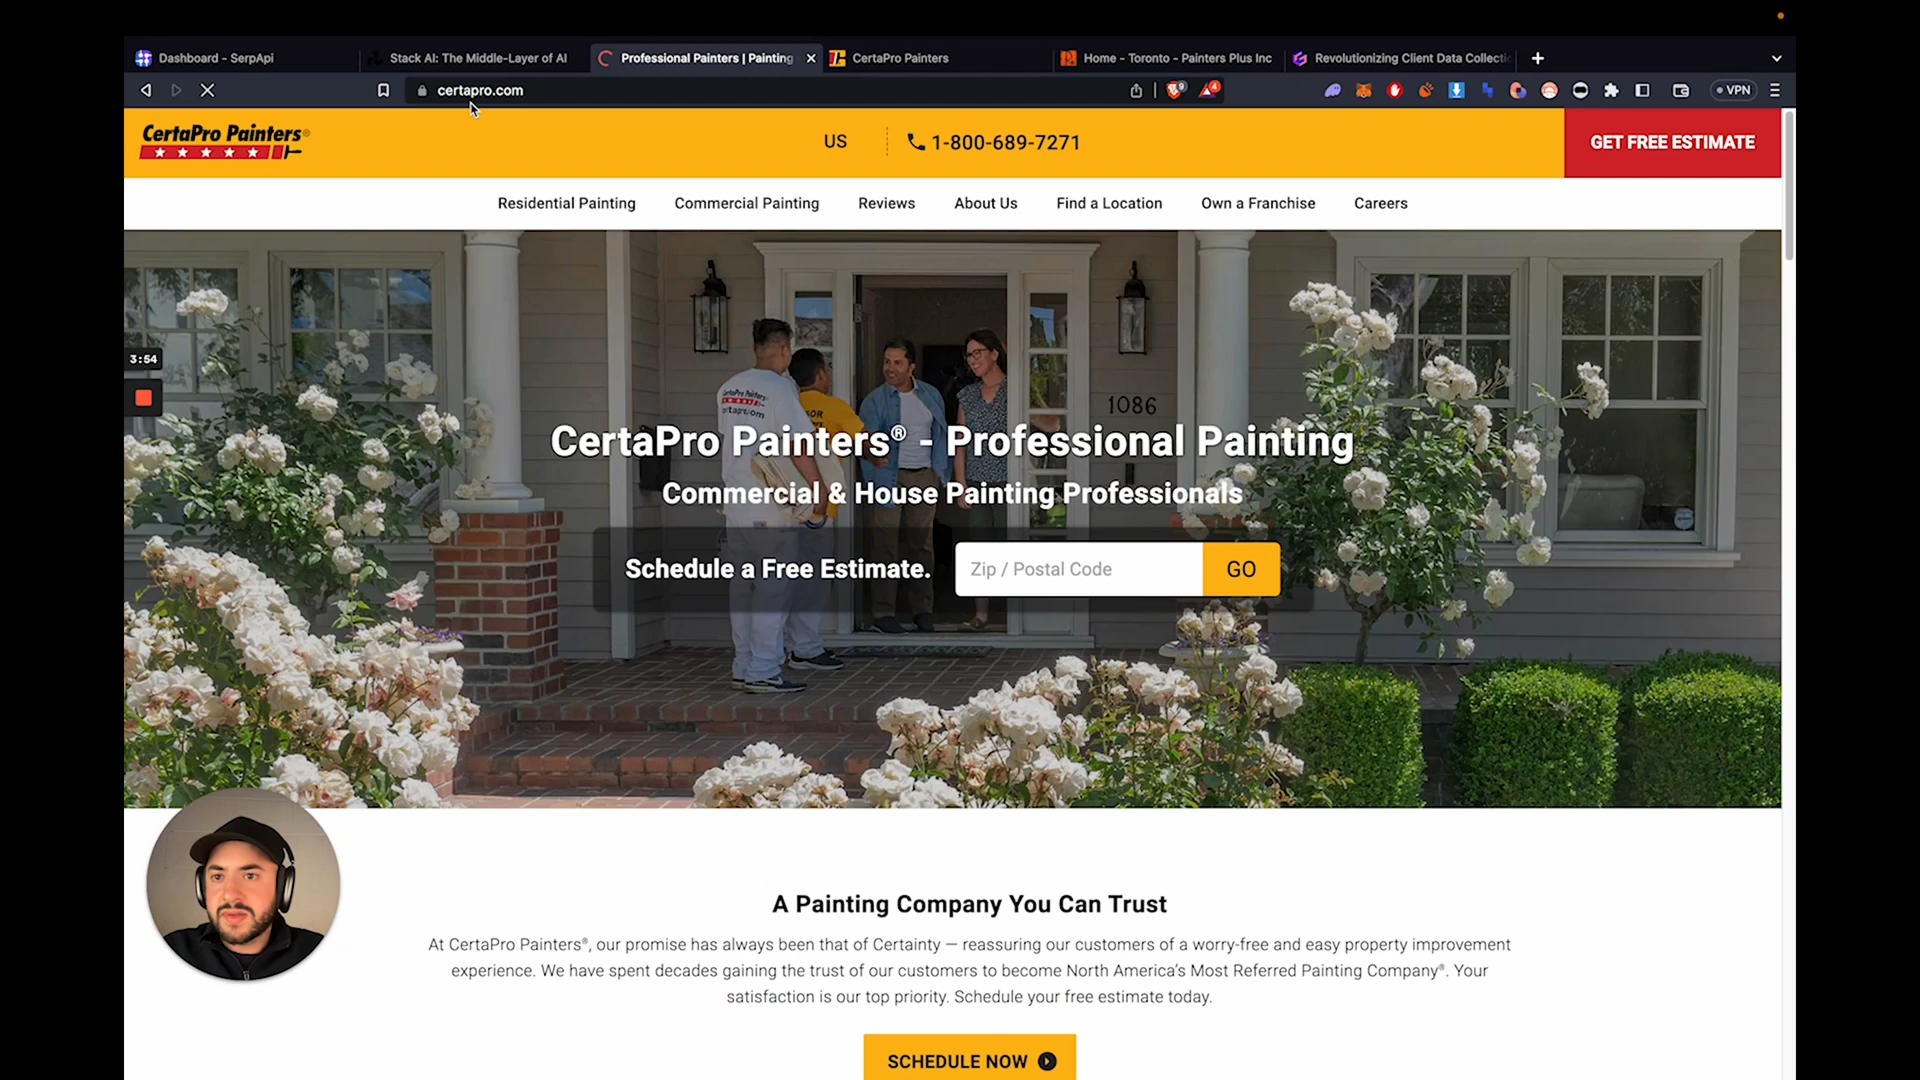 Dashboard - SerpApi
Stack AI: The Middle-Layer of AI
Professional Painters | Painting
CertaPro Painters
Home - Toronto - Painters Plus Inc
Revolutionizing Client Data Collecti
certapro.com
9
4
VPN
CertaPro Painters®
US
1-800-689-7271
GET FREE ESTIMATE
Residential Painting
Commercial Painting
Reviews
About Us
Find a Location
Own a Franchise
Careers
3:54
CertaPro Painters
1086
CertaPro Painters® - Professional Painting
Commercial & House Painting Professionals
Schedule a Free Estimate.
Zip / Postal Code
GO
A Painting Company You Can Trust
At CertaPro Painters®, our promise has always been that of Certainty — reassuring our customers of a worry-free and easy property improvement
experience. We have spent decades gaining the trust of our customers to become North America's Most Referred Painting Company®. Your
satisfaction is our top priority. Schedule your free estimate today.
SCHEDULE NOW